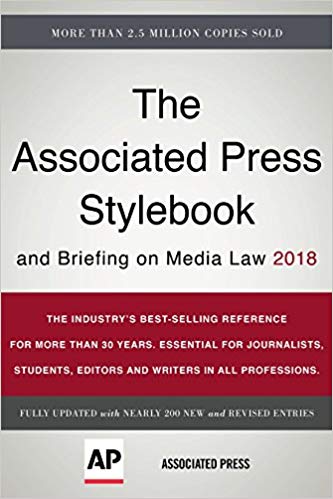 MORE THAN 2.5 MILLION COPIES SOLD
The
Associated Press
Stylebook
and Briefing on Media Law 2018
THE INDUSTRY'S BEST-SELLING REFERENCE
FOR MORE THAN 30 YEARS. ESSENTIAL FOR JOURNALISTS,
STUDENTS, EDITORS AND WRITERS IN ALL PROFESSIONS.
FULLY UPDATED with NEARLY 200 NEW and REVISED ENTRIES
AP ASSOCIATED PRESS